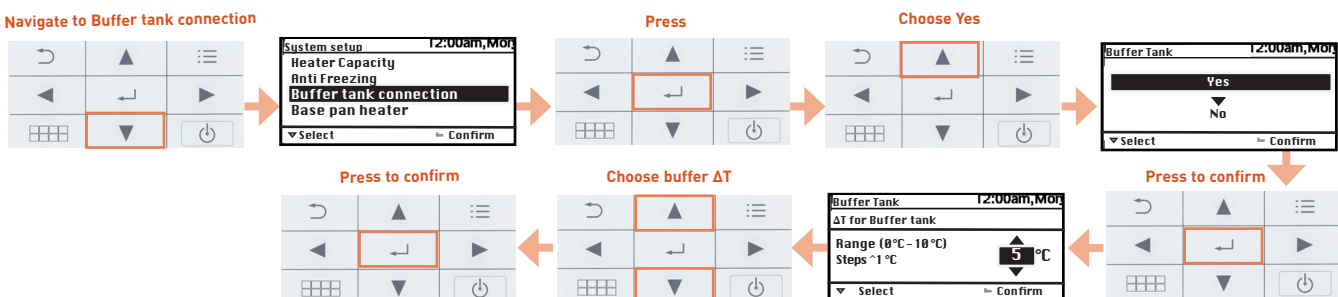 Navigate to Buffer tank connection
Press
Choose Yes
System setup 12:00am,Mon
Heater Capacity
Anti Freezing
Buffer tank connection
Base pan heater
▼Select Confirm
Buffer Tank 12:00am,Mon
Yes
No
▼Select Confirm
Press to confirm
Choose buffer ΔT
Press to confirm
Buffer Tank 12:00am,Mon
ΔT for Buffer tank
Range (0°C-10°C)
Steps ^1°C
5 °C
▼ Select Confirm